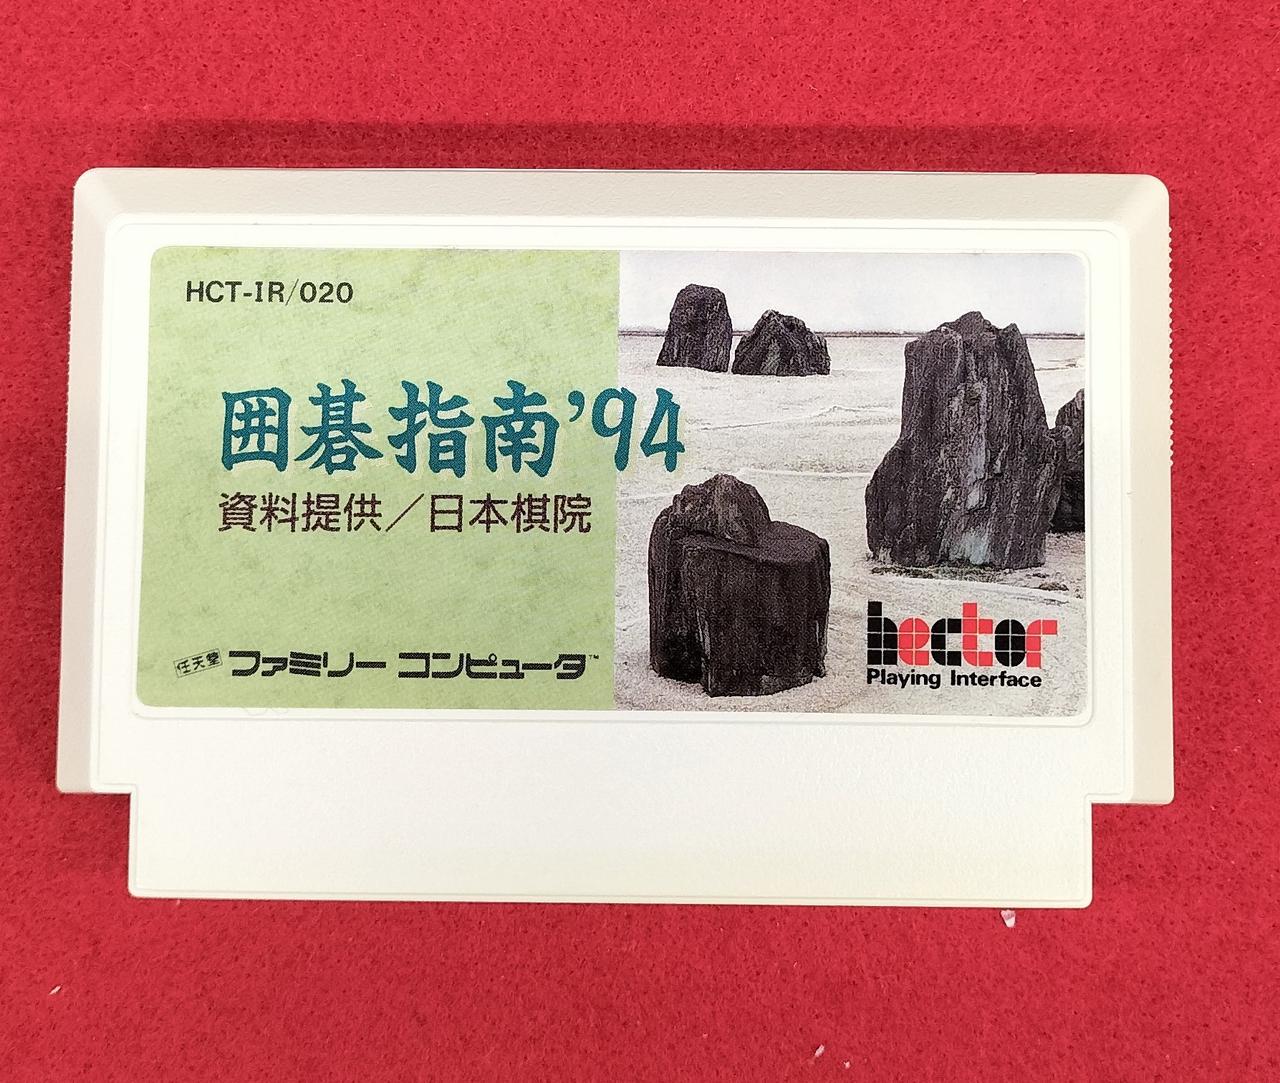 HCT-IR/020
囲碁指南'94
資料提供／日本棋院
任天堂 ファミリー コンピュータ™
hector
Playing Interface